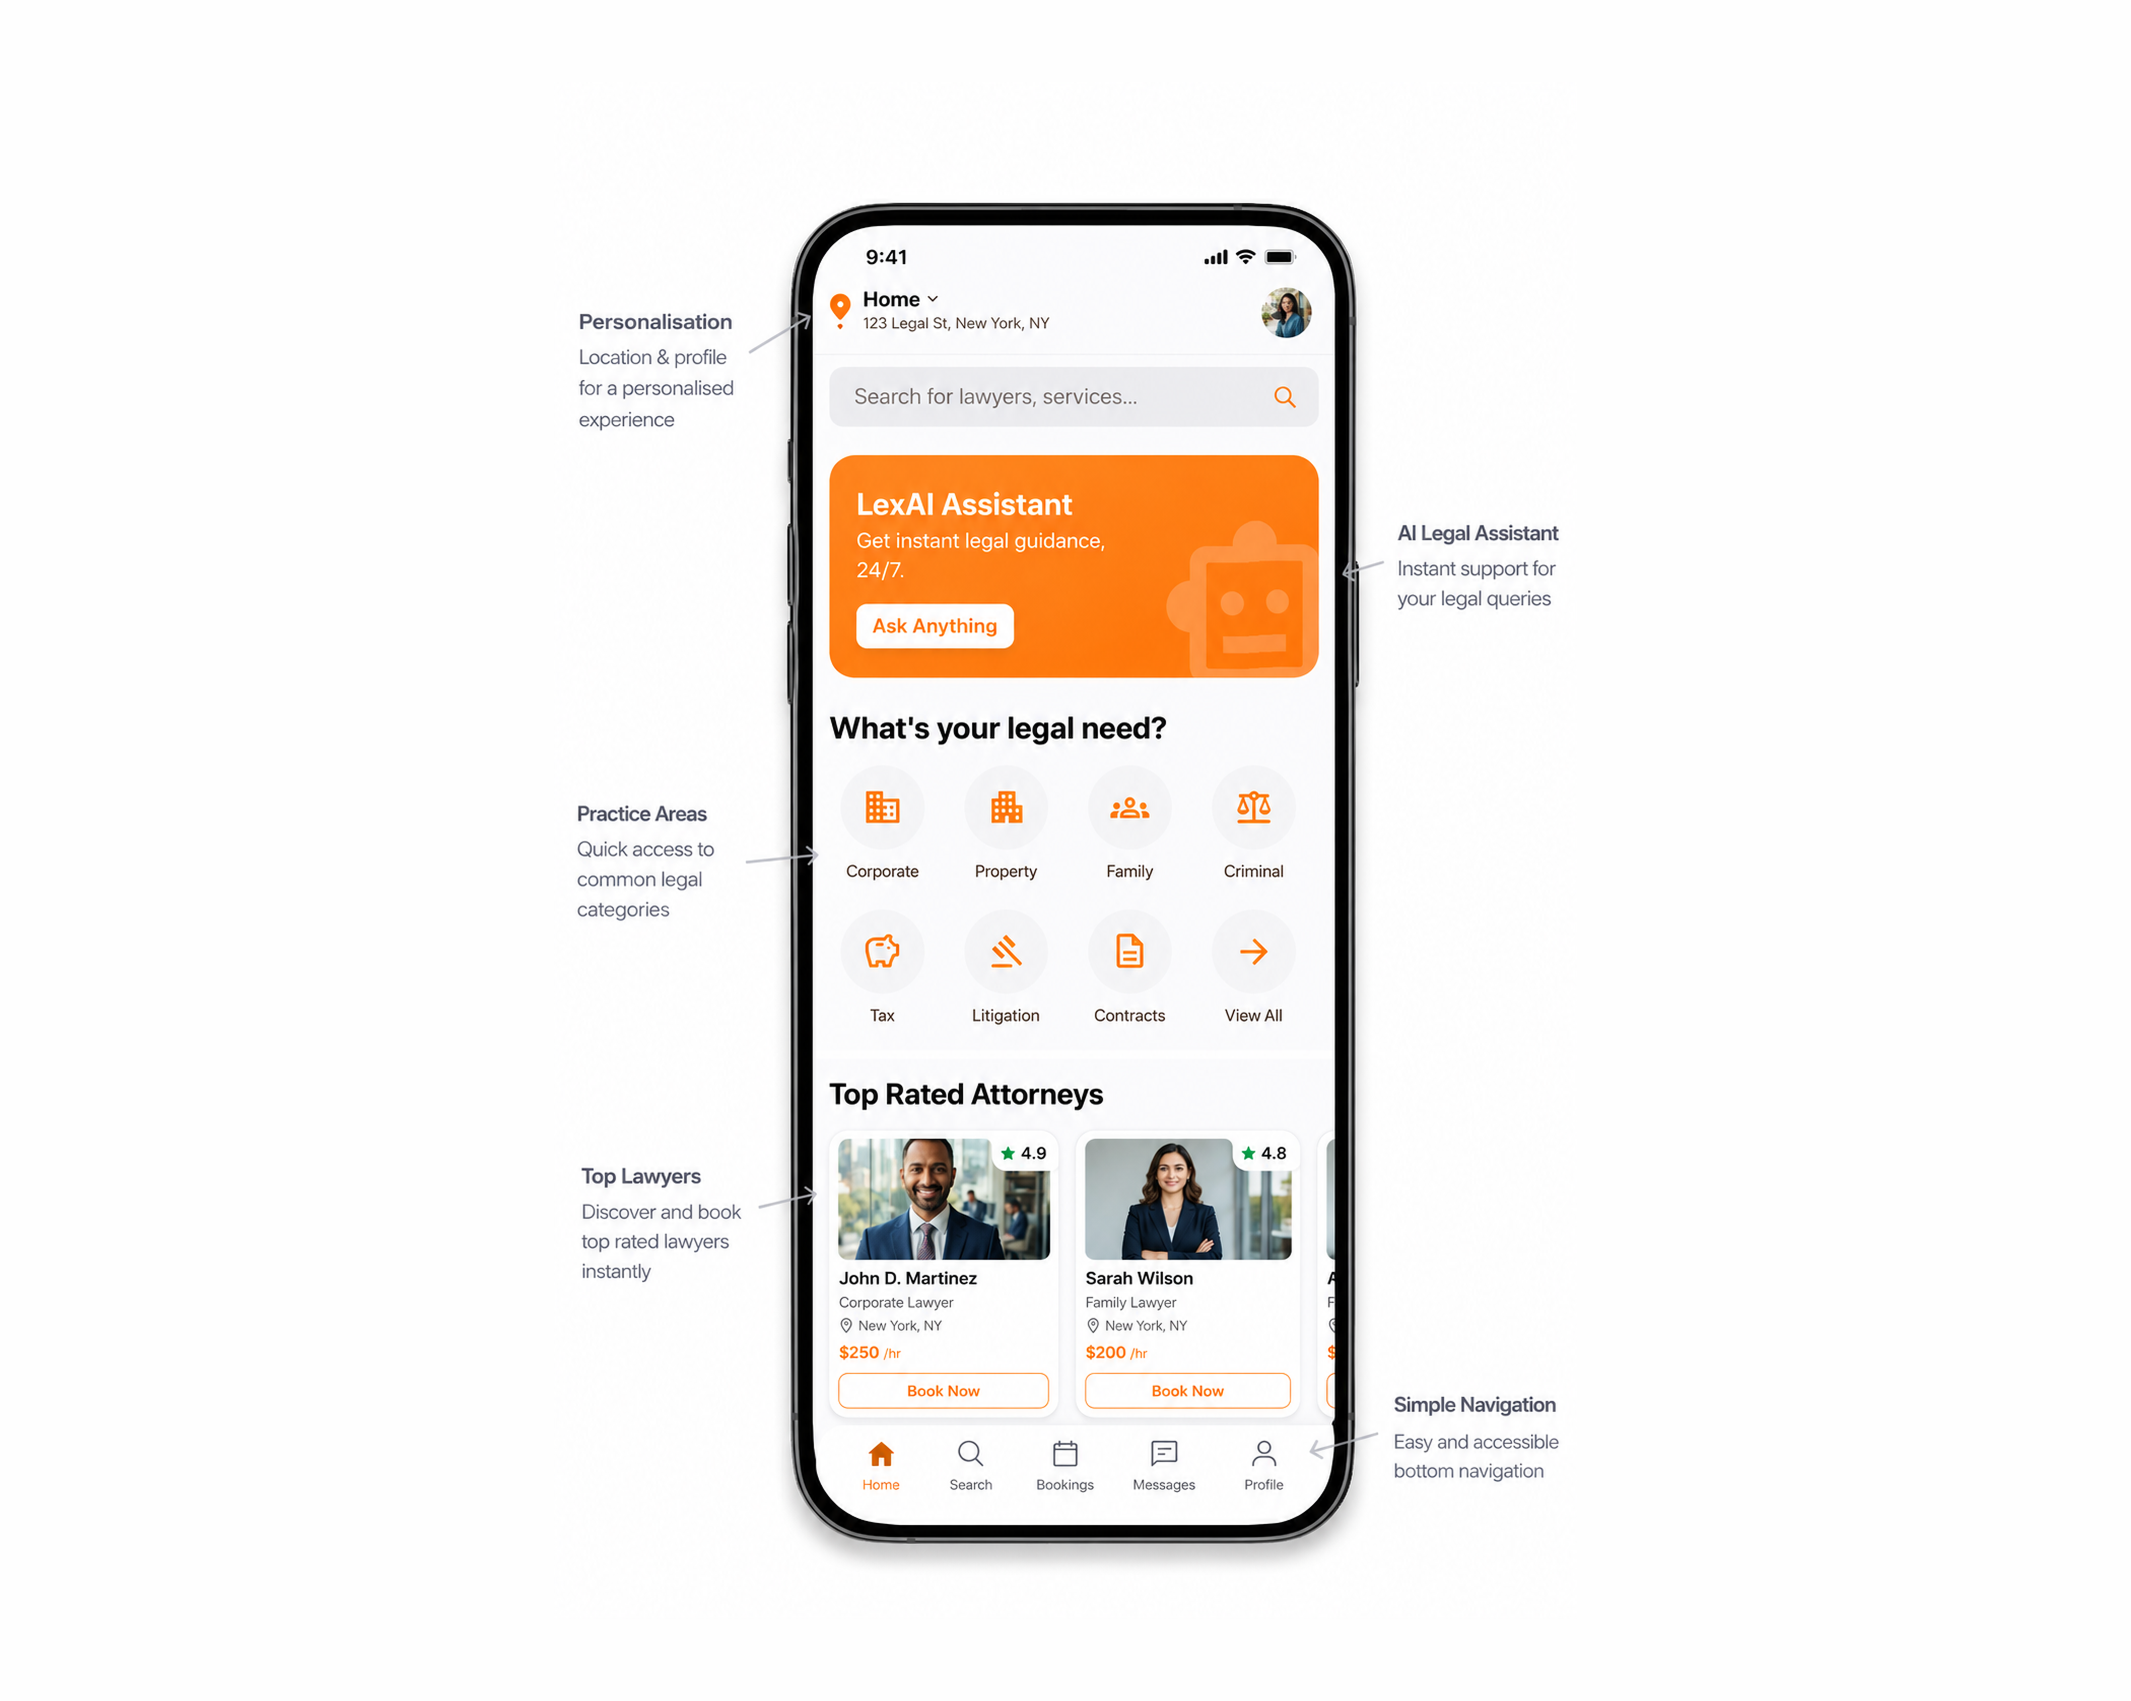 9:41
Home
123 Legal St, New York, NY
Personalisation
Location & profile
for a personalised
experience
Search for lawyers, services...
LexAI Assistant
Get instant legal guidance,
24/7.
Ask Anything
AI Legal Assistant
Instant support for
your legal queries
What's your legal need?
Practice Areas
Quick access to
common legal
categories
Corporate
Property
Family
Criminal
Tax
Litigation
Contracts
View All
Top Rated Attorneys
Top Lawyers
Discover and book
top rated lawyers
instantly
4.9
John D. Martinez
Corporate Lawyer
New York, NY
$250 /hr
Book Now
4.8
Sarah Wilson
Family Lawyer
New York, NY
$200 /hr
Book Now
A
F
$
Simple Navigation
Easy and accessible
bottom navigation
Home
Search
Bookings
Messages
Profile